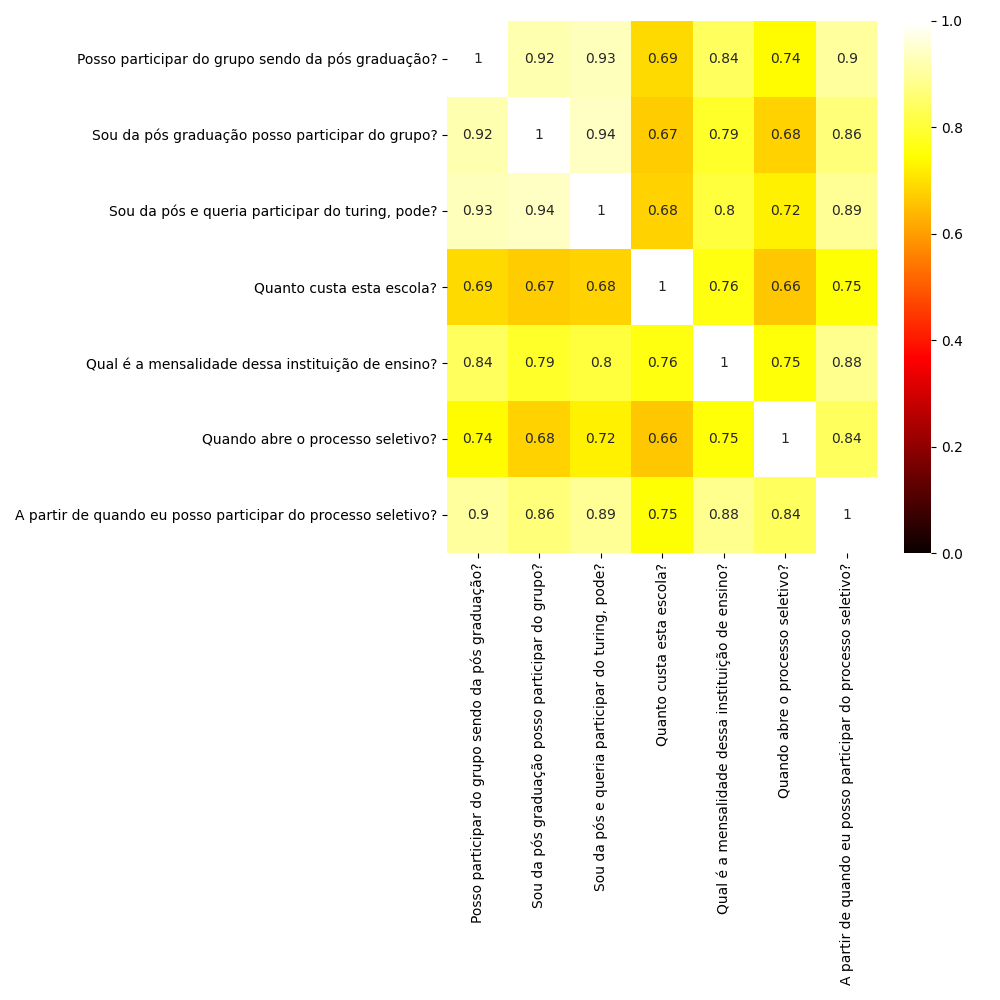 1.0
Posso participar do grupo sendo da pós graduação? 1 0.92 0.93 0.69 0.84 0.74 0.9
Sou da pós graduação posso participar do grupo? 0.92 1 0.94 0.67 0.79 0.68 0.86
0.8
Sou da pós e queria participar do turing, pode? 0.93 0.94 1 0.68 0.8 0.72 0.89
0.6
Quanto custa esta escola? 0.69 0.67 0.68 1 0.76 0.66 0.75
0.4
Qual é a mensalidade dessa instituição de ensino? 0.84 0.79 0.8 0.76 1 0.75 0.88
0.2
Quando abre o processo seletivo? 0.74 0.68 0.72 0.66 0.75 1 0.84
A partir de quando eu posso participar do processo seletivo? 0.9 0.86 0.89 0.75 0.88 0.84 1
0.0
Posso participar do grupo sendo da pós graduação?
Sou da pós graduação posso participar do grupo?
Sou da pós e queria participar do turing, pode?
Quanto custa esta escola?
Qual é a mensalidade dessa instituição de ensino?
Quando abre o processo seletivo?
A partir de quando eu posso participar do processo seletivo?